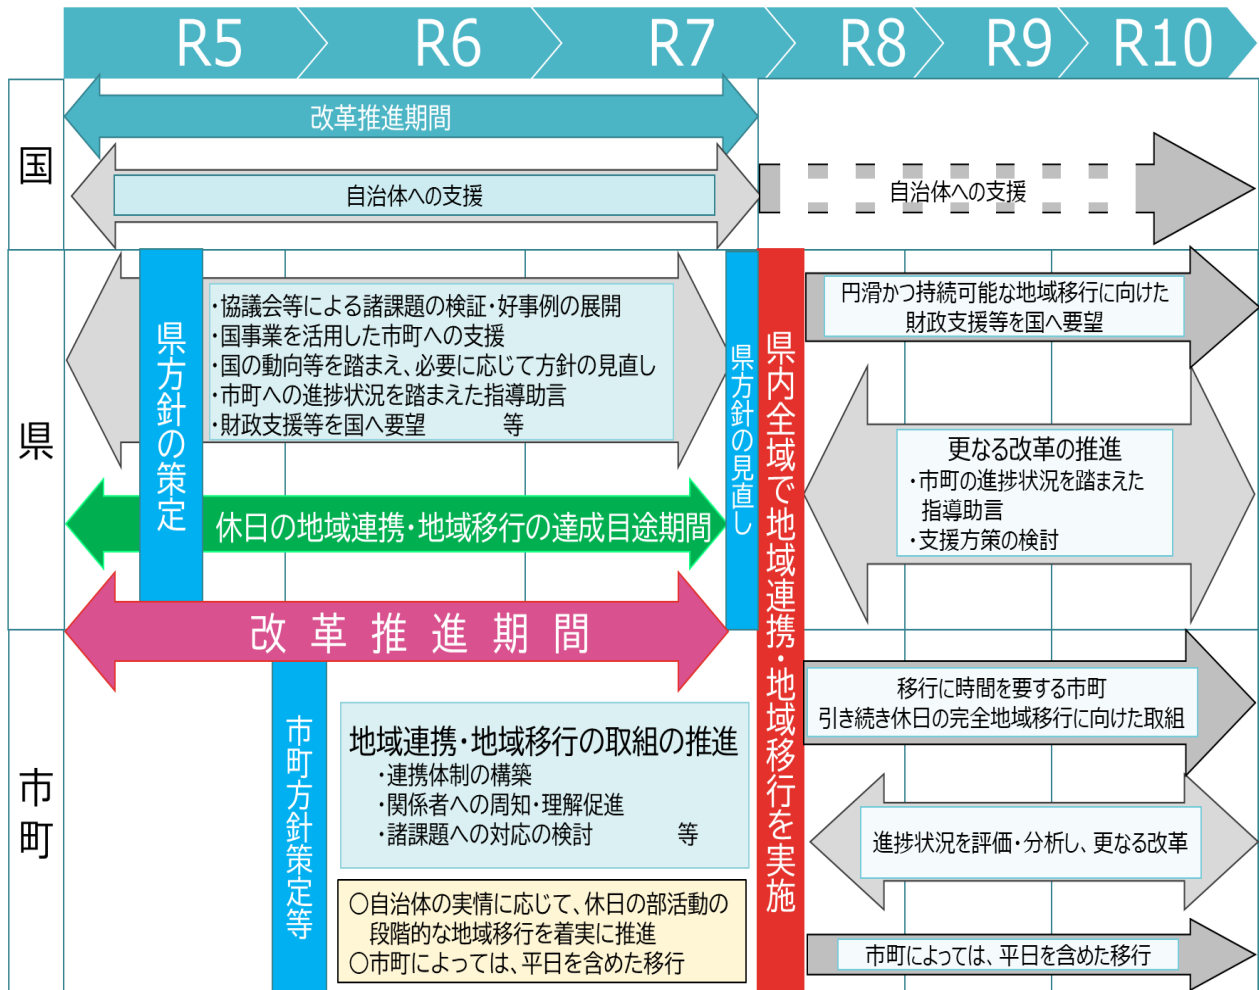 R5 R6 R7 R8 R9 R10
国
改革推進期間
自治体への支援
自治体への支援
県
県方針の策定
・協議会等による諸課題の検証・好事例の展開
・国事業を活用した市町への支援
・国の動向等を踏まえ、必要に応じて方針の見直し
・市町への進捗状況を踏まえた指導助言
・財政支援等を国へ要望 等
県方針の見直し
県内全域で地域連携・地域移行を実施
円滑かつ持続可能な地域移行に向けた
財政支援等を国へ要望
更なる改革の推進
・市町の進捗状況を踏まえた
指導助言
・支援方策の検討
休日の地域連携・地域移行の達成目途期間
改革推進期間
市町
市町方針策定等
地域連携・地域移行の取組の推進
・連携体制の構築
・関係者への周知・理解促進
・諸課題への対応の検討 等
○自治体の実情に応じて、休日の部活動の
段階的な地域移行を着実に推進
○市町によっては、平日を含めた移行
移行に時間を要する市町
引き続き休日の完全地域移行に向けた取組
進捗状況を評価・分析し、更なる改革
市町によっては、平日を含めた移行